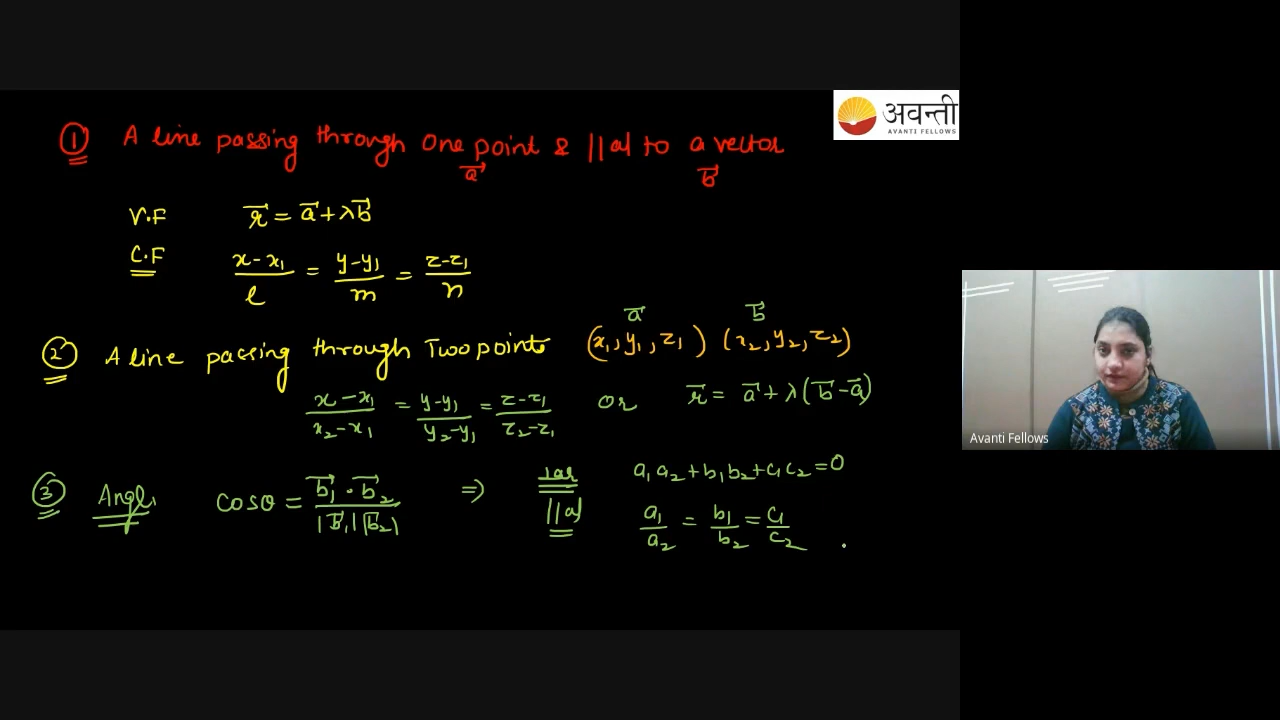 अवन्ती
AVANTI FELLOWS
① A line passing through one point & ||al to a vector
a⃗ b⃗
V.F r⃗ = a⃗ + λb⃗
C.F (x-x₁)/l = (y-y₁)/m = (z-z₁)/n
a⃗ b⃗
② A line passing through Two points (x₁, y₁, z₁) (x₂, y₂, z₂)
(x-x₁)/(x₂-x₁) = (y-y₁)/(y₂-y₁) = (z-z₁)/(z₂-z₁) or r⃗ = a⃗ + λ(b⃗-a⃗)
③ Angle cosθ = (b⃗₁ · b⃗₂)/(|b⃗₁||b⃗₂|) ⇒ ⊥ar a₁a₂+b₁b₂+c₁c₂=0
||al a₁/a₂ = b₁/b₂ = c₁/c₂
Avanti Fellows